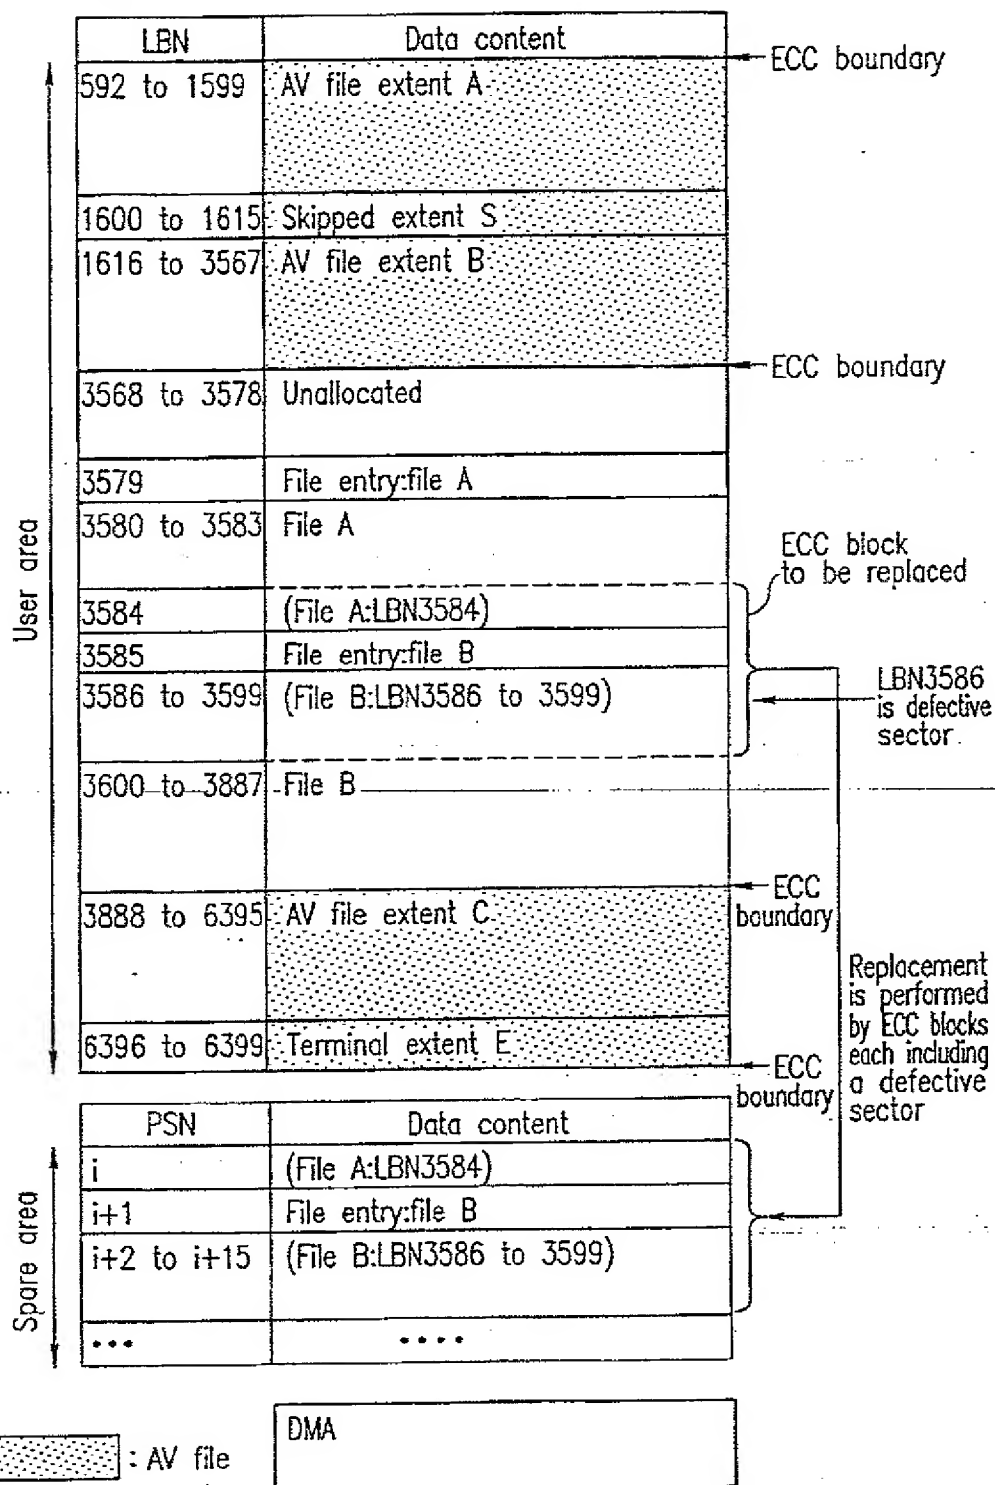 LBN Data content
ECC boundary
592 to 1599 AV file extent A
1600 to 1615 Skipped extent S
1616 to 3567 AV file extent B
ECC boundary
3568 to 3578 Unallocated
3579 File entry:file A
3580 to 3583 File A
ECC block
to be replaced
3584 (File A:LBN3584)
3585 File entry:file B
3586 to 3599 (File B:LBN3586 to 3599)
LBN3586
is defective
sector
3600 to 3887 File B
ECC
boundary
3888 to 6395 AV file extent C
6396 to 6399 Terminal extent E
ECC
boundary
User area
Replacement
is performed
by ECC blocks
each including
a defective
sector
PSN Data content
i (File A:LBN3584)
i+1 File entry:file B
i+2 to i+15 (File B:LBN3586 to 3599)
••• ••••
Spare area
DMA
: AV file